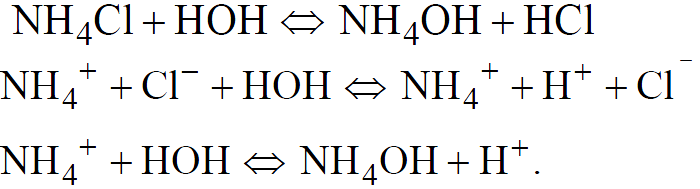 NH₄Cl + HOH ⇔ NH₄OH + HCl
NH₄⁺ + Cl⁻ + HOH ⇔ NH₄⁺ + H⁺ + Cl⁻
NH₄⁺ + HOH ⇔ NH₄OH + H⁺.